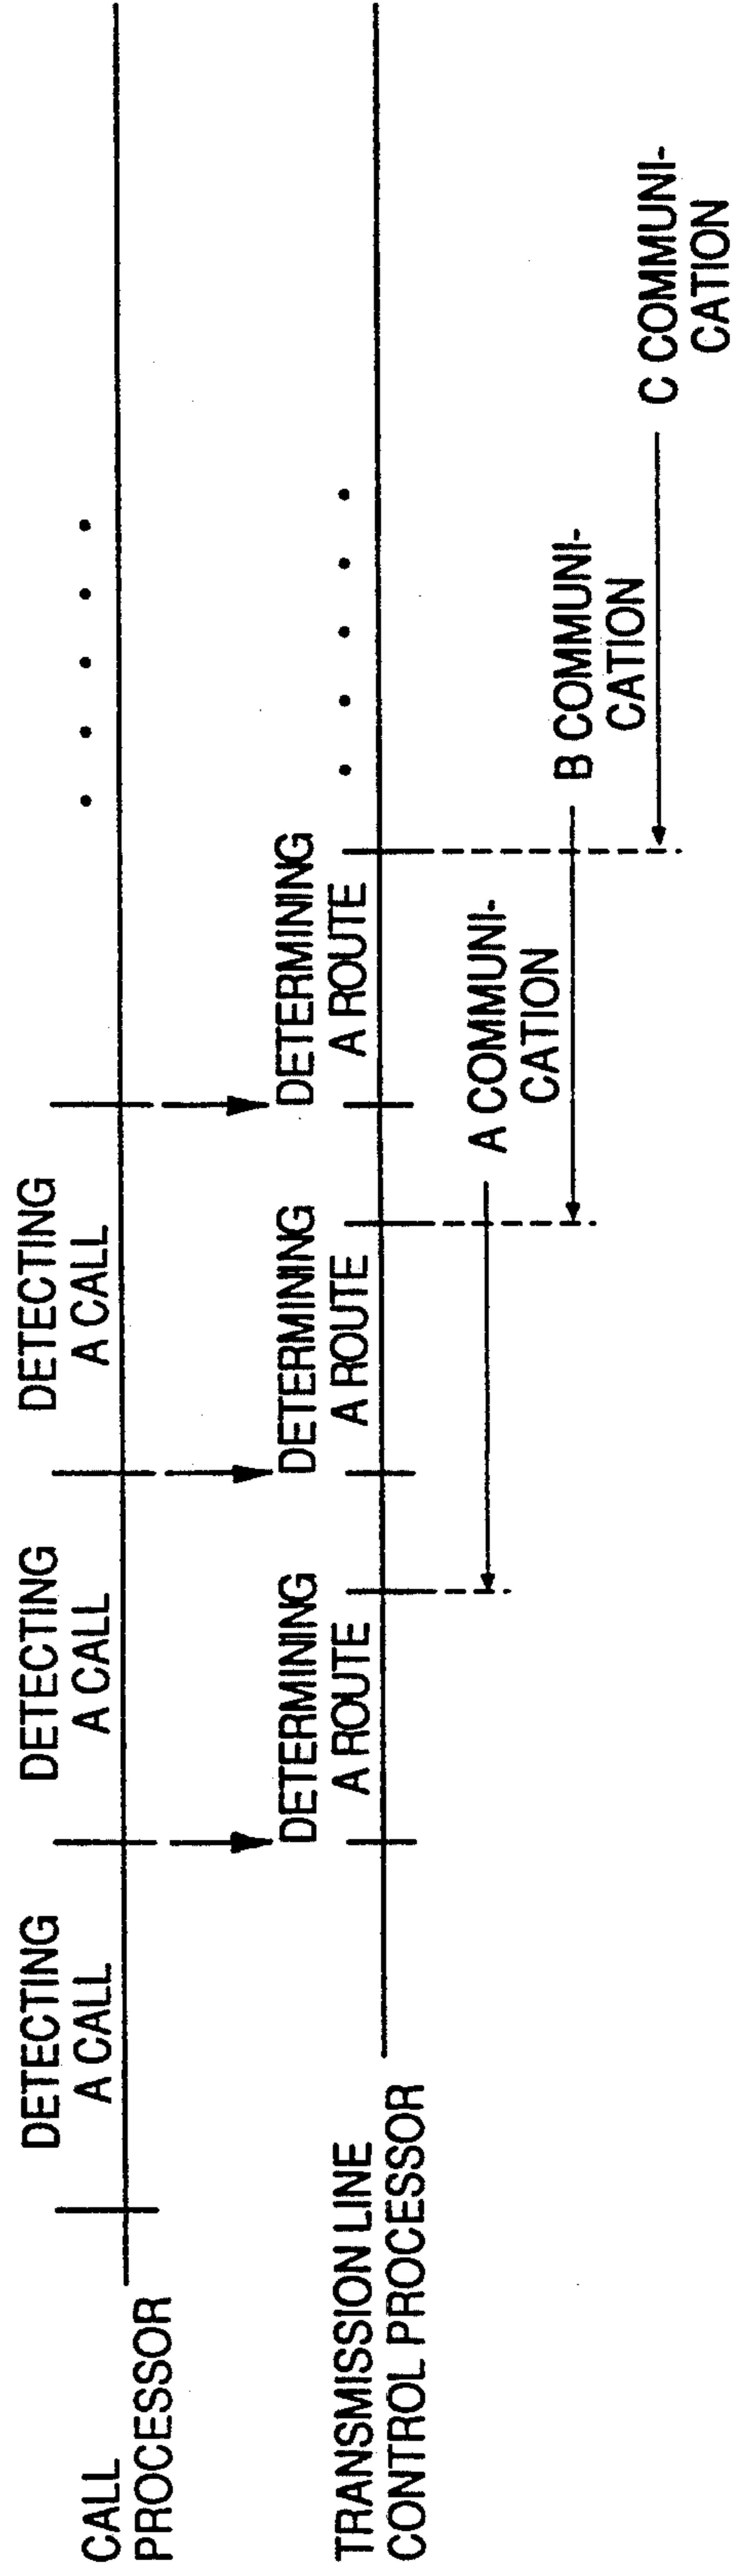 CALL
PROCESSOR
DETECTING
A CALL
DETECTING
A CALL
DETECTING
A CALL
TRANSMISSION LINE
CONTROL PROCESSOR
DETERMINING
A ROUTE
DETERMINING
A ROUTE
DETERMINING
A ROUTE
A COMMUNI-
CATION
B COMMUNI-
CATION
C COMMUNI-
CATION